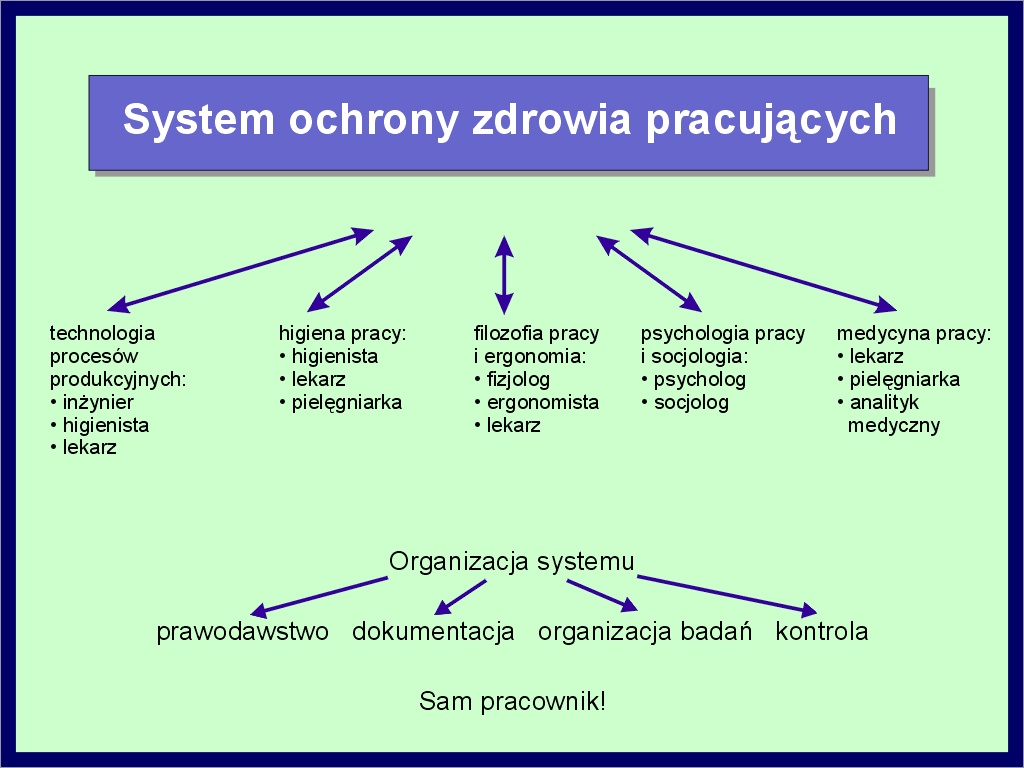 System ochrony zdrowia pracujących
technologia
procesów
produkcyjnych:
• inżynier
• higienista
• lekarz
higiena pracy:
• higienista
• lekarz
• pielęgniarka
filozofia pracy
i ergonomia:
• fizjolog
• ergonomista
• lekarz
psychologia pracy
i socjologia:
• psycholog
• socjolog
medycyna pracy:
• lekarz
• pielęgniarka
• analityk
medyczny
Organizacja systemu
prawodawstwo dokumentacja organizacja badań kontrola
Sam pracownik!